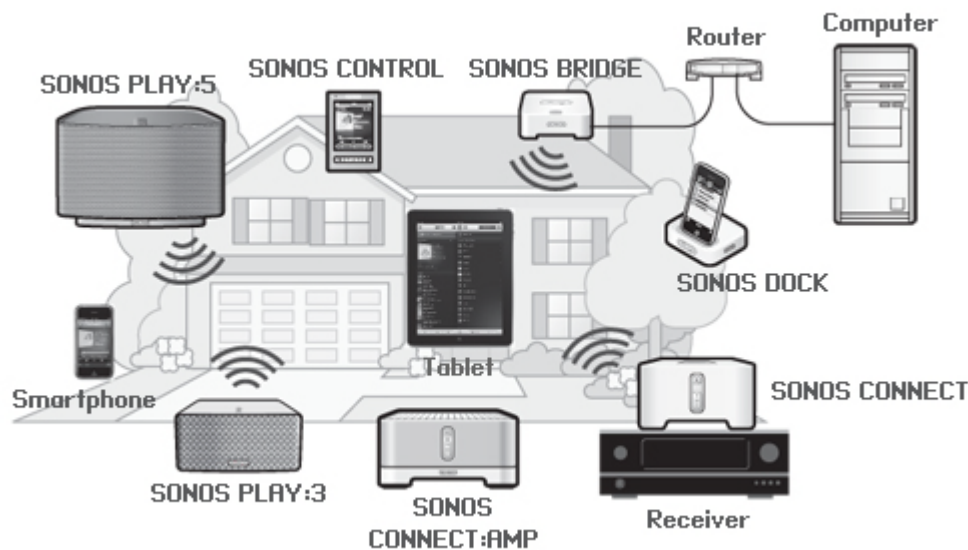 Computer
Router
SONOS CONTROL
SONOS BRIDGE
SONOS PLAY:5
SONOS DOCK
Tablet
Smartphone
SONOS CONNECT
SONOS PLAY:3
SONOS
CONNECT:AMP
Receiver